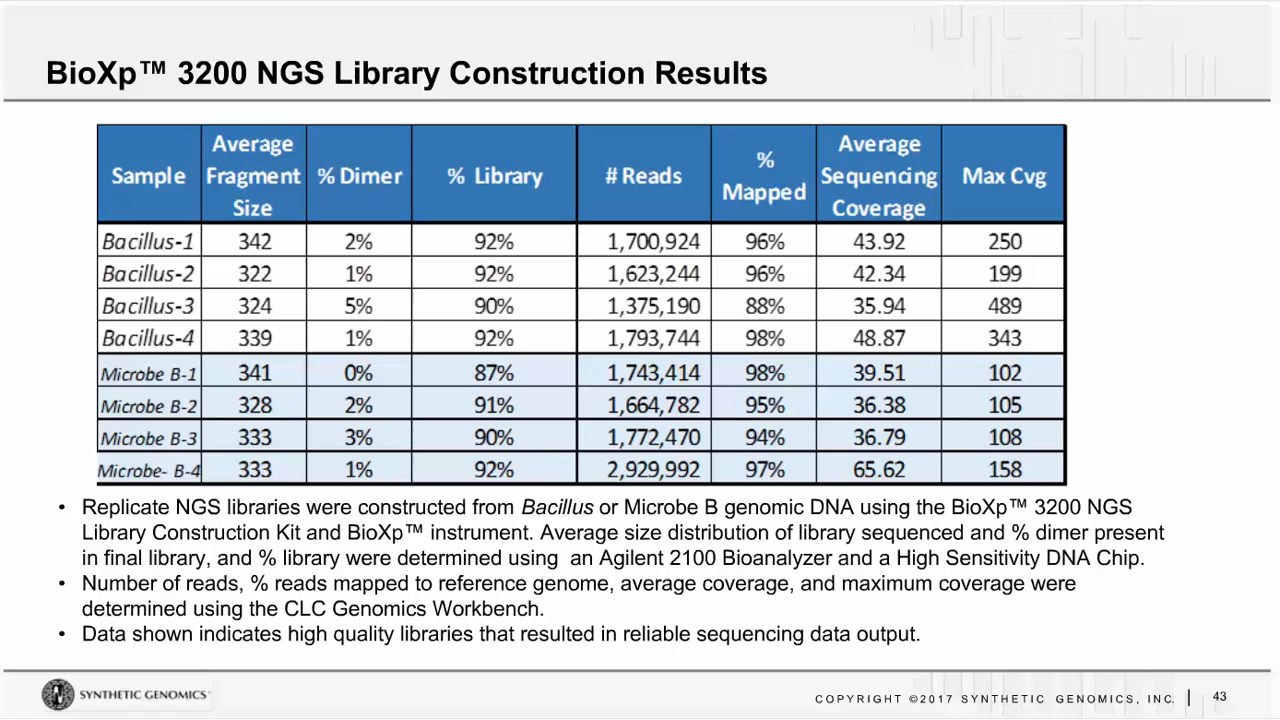 BioXp™ 3200 NGS Library Construction Results
Sample Average Fragment Size % Dimer % Library # Reads % Mapped Average Sequencing Coverage Max Cvg
Bacillus-1 342 2% 92% 1,700,924 96% 43.92 250
Bacillus-2 322 1% 92% 1,623,244 96% 42.34 199
Bacillus-3 324 5% 90% 1,375,190 88% 35.94 489
Bacillus-4 339 1% 92% 1,793,744 98% 48.87 343
Microbe B-1 341 0% 87% 1,743,414 98% 39.51 102
Microbe B-2 328 2% 91% 1,664,782 95% 36.38 105
Microbe B-3 333 3% 90% 1,772,470 94% 36.79 108
Microbe- B-4 333 1% 92% 2,929,992 97% 65.62 158
• Replicate NGS libraries were constructed from Bacillus or Microbe B genomic DNA using the BioXp™ 3200 NGS
Library Construction Kit and BioXp™ instrument. Average size distribution of library sequenced and % dimer present
in final library, and % library were determined using an Agilent 2100 Bioanalyzer and a High Sensitivity DNA Chip.
• Number of reads, % reads mapped to reference genome, average coverage, and maximum coverage were
determined using the CLC Genomics Workbench.
• Data shown indicates high quality libraries that resulted in reliable sequencing data output.
SYNTHETIC GENOMICS
COPYRIGHT ©2017 SYNTHETIC GENOMICS, INC. | 43